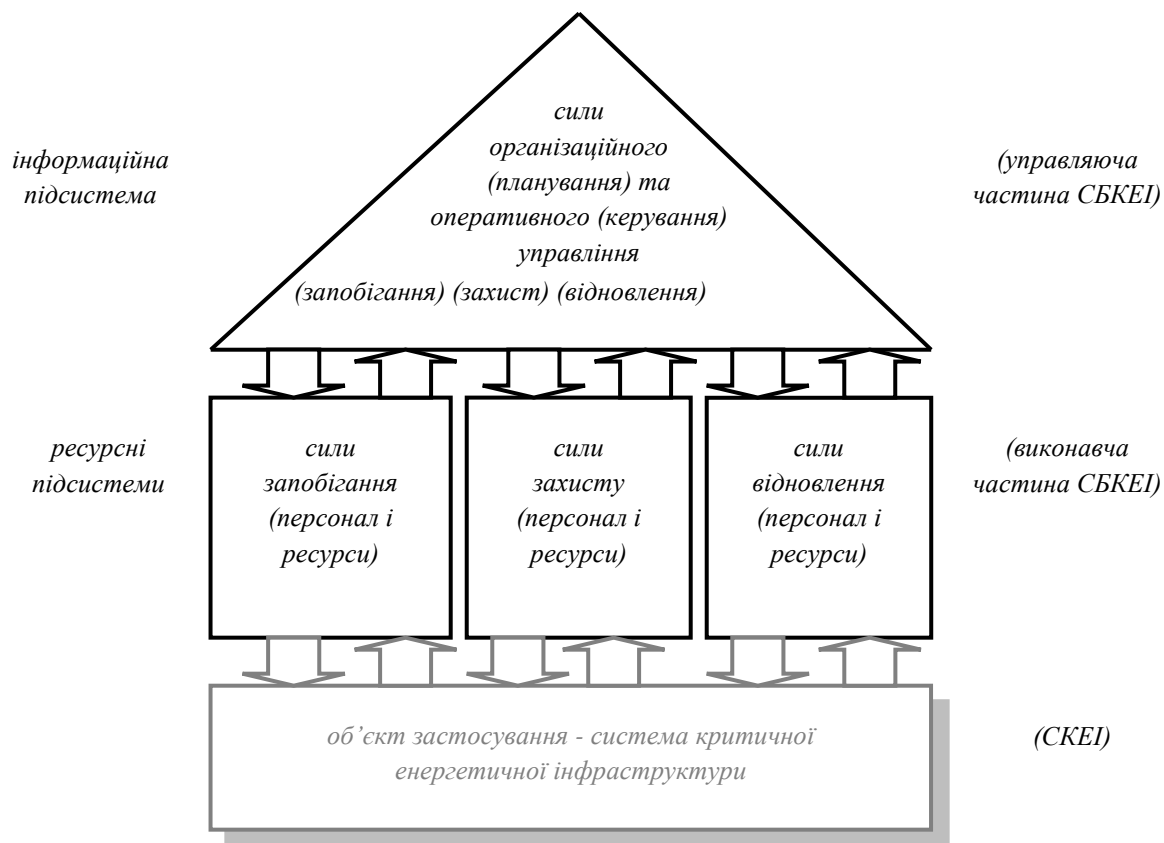 сили
організаційного
(планування) та
оперативного (керування)
управління
(запобігання) (захист) (відновлення)
інформаційна
підсистема
(управляюча
частина СБКЕІ)
ресурсні
підсистеми
сили
запобігання
(персонал і
ресурси)
сили
захисту
(персонал і
ресурси)
сили
відновлення
(персонал і
ресурси)
(виконавча
частина СБКЕІ)
об’єкт застосування - система критичної
енергетичної інфраструктури
(СКЕІ)